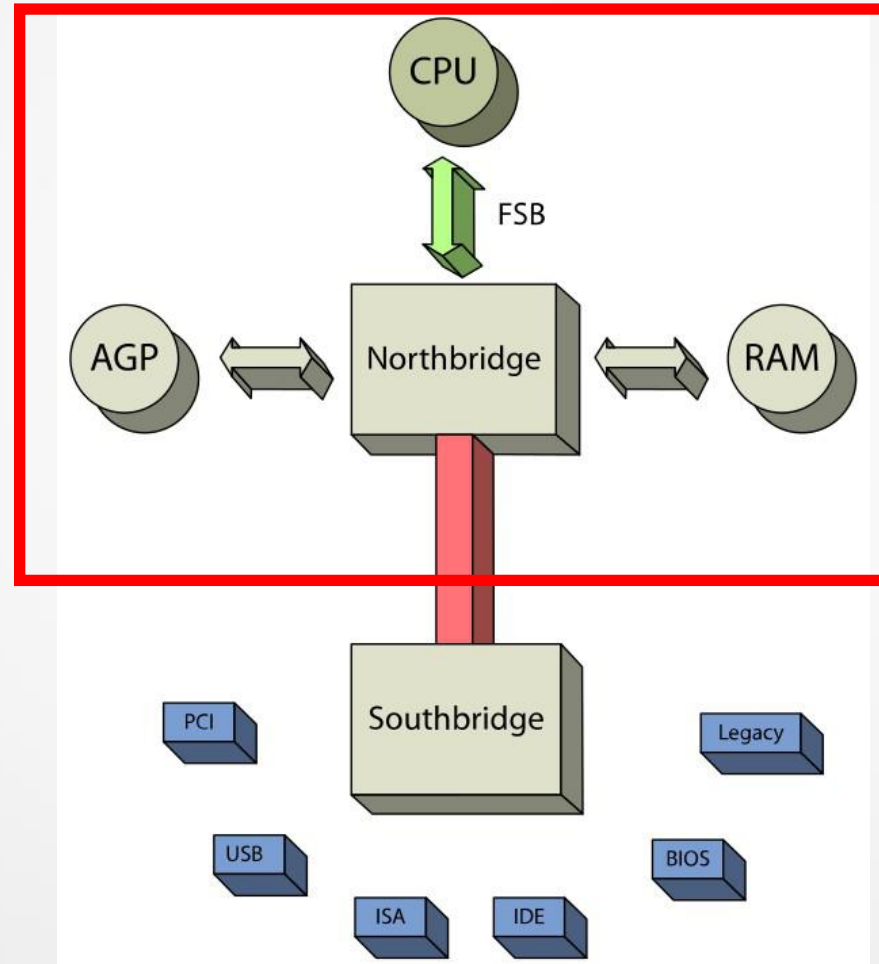 CPU
FSB
AGP
Northbridge
RAM
Southbridge
PCI
Legacy
USB
BIOS
ISA
IDE